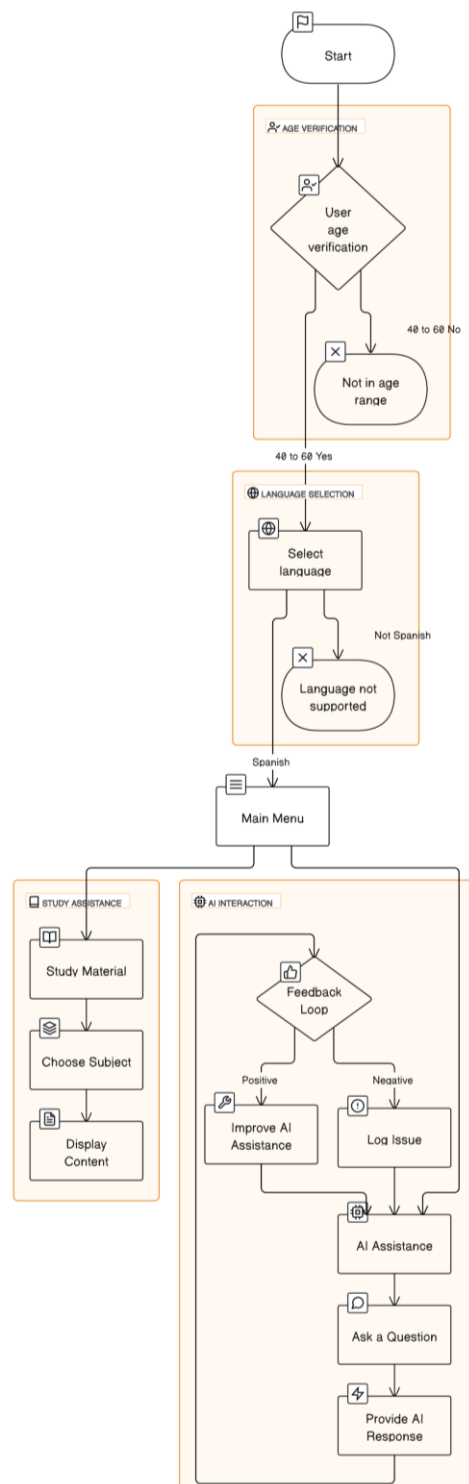 Start
AGE VERIFICATION
User
age
verification
40 to 60 No
Not in age
range
40 to 60 Yes
LANGUAGE SELECTION
Select
language
Not Spanish
Language not
supported
Spanish
Main Menu
STUDY ASSISTANCE
Study Material
Choose Subject
Display
Content
AI INTERACTION
Feedback
Loop
Positive
Negative
Improve AI
Assistance
Log Issue
AI Assistance
Ask a Question
Provide AI
Response